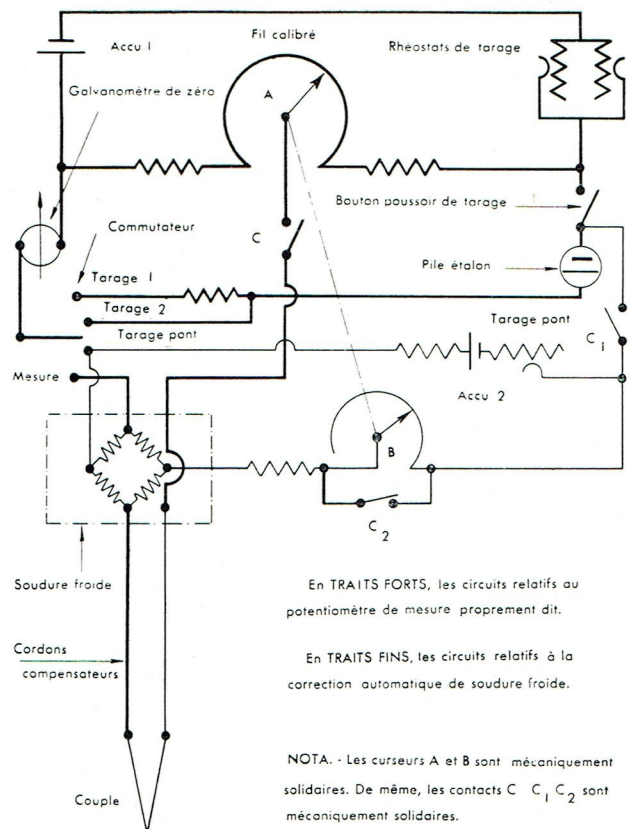 Accu 1
Fil calibré
Rhéostats de tarage
Galvanomètre de zéro
A
Bouton poussoir de tarage
Commutateur
C
Pile étalon
Tarage 1
Tarage 2
Tarage pont
Tarage pont
C1
Mesure
Accu 2
B
C2
Soudure froide
En TRAITS FORTS, les circuits relatifs au
potentiomètre de mesure proprement dit.
Cordons
compensateurs
En TRAITS FINS, les circuits relatifs à la
correction automatique de soudure froide.
NOTA. - Les curseurs A et B sont mécaniquement
solidaires. De même, les contacts C C1 C2 sont
mécaniquement solidaires.
Couple